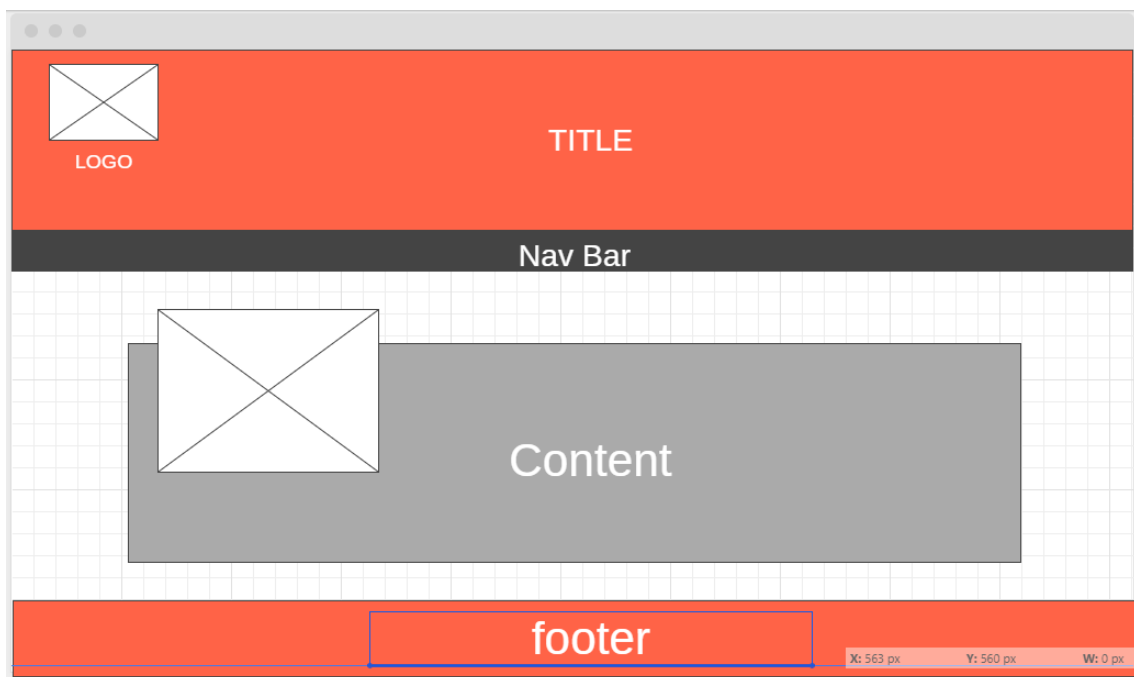 TITLE
LOGO
Nav Bar
Content
footer
X: 563 px Y: 560 px W: 0 px